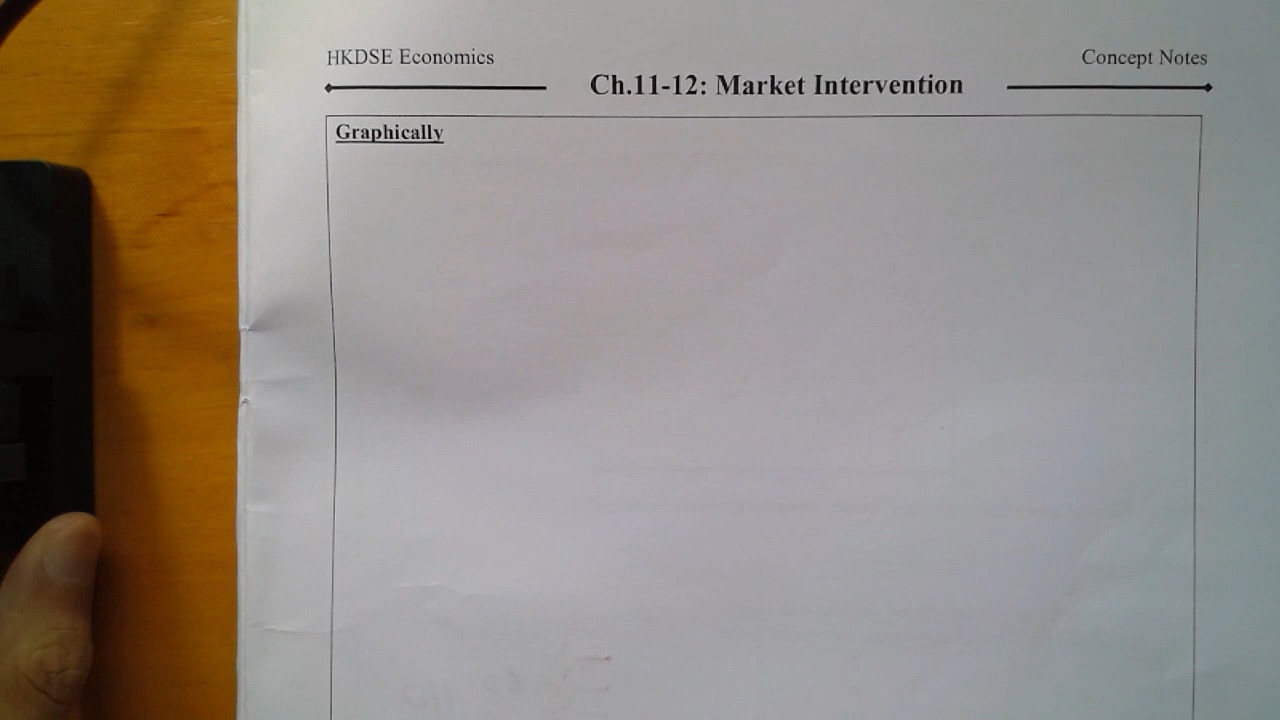 HKDSE Economics
Concept Notes
Ch.11-12: Market Intervention
Graphically